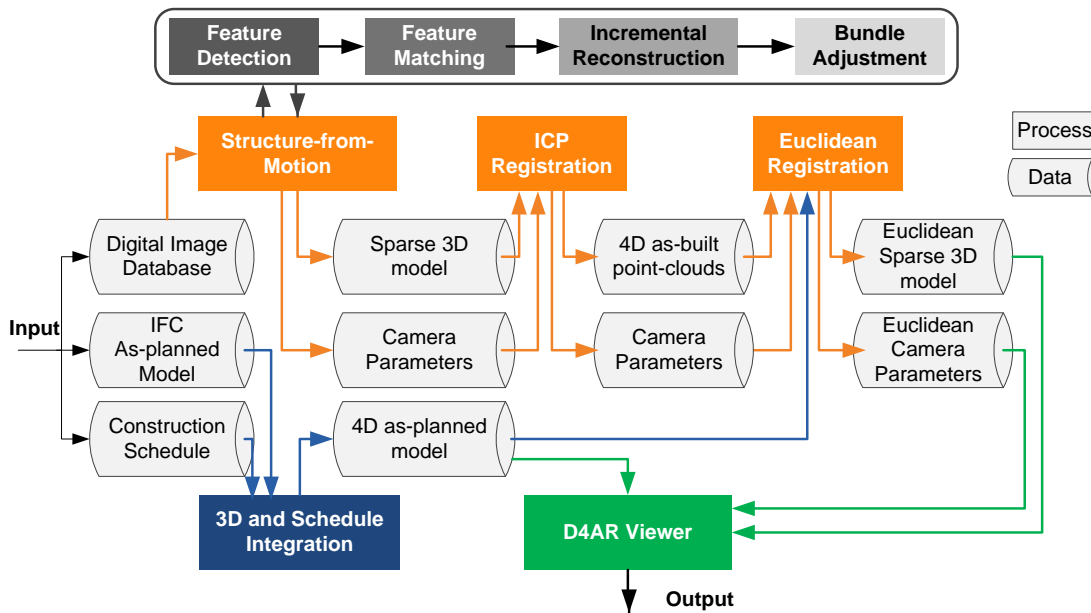 Feature
Detection
Feature
Matching
Incremental
Reconstruction
Bundle
Adjustment
Structure-from-
Motion
ICP
Registration
Euclidean
Registration
Process
Data
Digital Image
Database
Sparse 3D
model
4D as-built
point-clouds
Euclidean
Sparse 3D
model
Input
IFC
As-planned
Model
Camera
Parameters
Camera
Parameters
Euclidean
Camera
Parameters
Construction
Schedule
4D as-planned
model
3D and Schedule
Integration
D4AR Viewer
Output